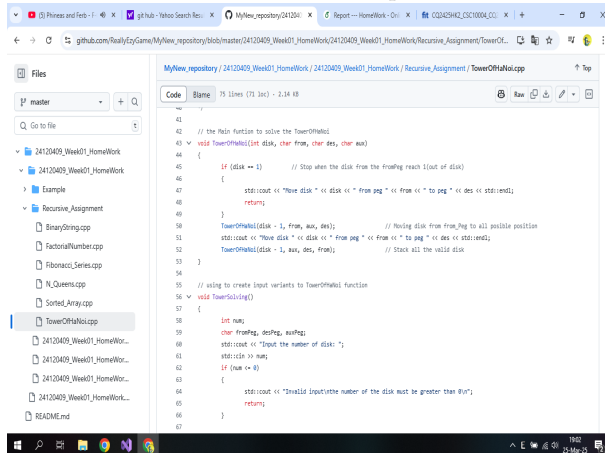 (5) Phineas and Ferb - F
git hub - Yahoo Search Resu
My_repository/241204
Report --- HomeWork - Onl
CQ2425HK2_CSC10004_CQ
github.com/ReallyEzyGame/MyNew_repository/blob/master/24120409_Week01_HomeWork/24120409_Week01_HomeWork/Recursive_Assignment/TowerOf...
Files
MyNew_repository / 24120409_Week01_HomeWork / 24120409_Week01_HomeWork / Recursive_Assignment / TowerOfHaNoi.cpp
Top
master
Code Blame 75 lines (71 loc) · 2.14 KB
Raw
Go to file
t
24120409_Week01_HomeWork
24120409_Week01_HomeWork
Example
Recursive_Assignment
BinaryString.cpp
FactorialNumber.cpp
Fibonacci_Series.cpp
N_Queens.cpp
Sorted_Array.cpp
TowerOfHaNoi.cpp
24120409_Week01_HomeWor...
24120409_Week01_HomeWor...
24120409_Week01_HomeWor...
24120409_Week01_HomeWork....
README.md
41
42 // the Main funtion to solve the TowerOfHaNoi
43 void TowerOfHaNoi(int disk, char from, char des, char aux)
44 {
45 if (disk == 1) // Stop when the disk from the fromPeg reach 1(out of disk)
46 {
47 std::cout << "Move disk " << disk << " from peg " << from << " to peg " << des << std::endl;
48 return;
49 }
50 TowerOfHaNoi(disk - 1, from, aux, des); // Moving disk from from_Peg to all posible position
51 std::cout << "Move disk " << disk << " from peg " << from << " to peg " << des << std::endl;
52 TowerOfHaNoi(disk - 1, aux, des, from); // Stack all the valid disk
53 }
54
55 // using to create input variants to TowerOfHaNoi function
56 void TowerSolving()
57 {
58 int num;
59 char fromPeg, desPeg, auxPeg;
60 std::cout << "Input the number of disk: ";
61 std::cin >> num;
62 if (num <= 0)
63 {
64 std::cout << "Invalid input\nthe number of the disk must be greater than 0\n";
65 return;
66 }
67
E
19:02
25-Mar-25